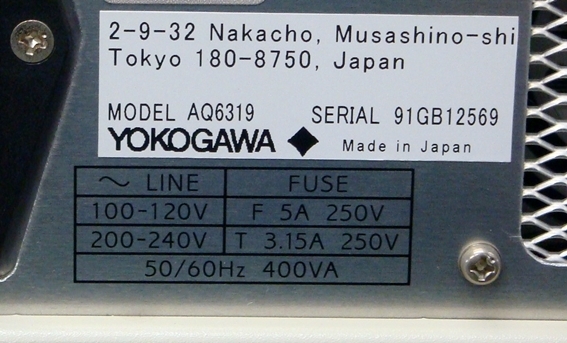 2-9-32 Nakacho, Musashino-shi
Tokyo 180-8750, Japan
MODEL AQ6319 SERIAL 91GB12569
YOKOGAWA Made in Japan
～ LINE FUSE
100-120V F 5A 250V
200-240V T 3.15A 250V
50/60Hz 400VA